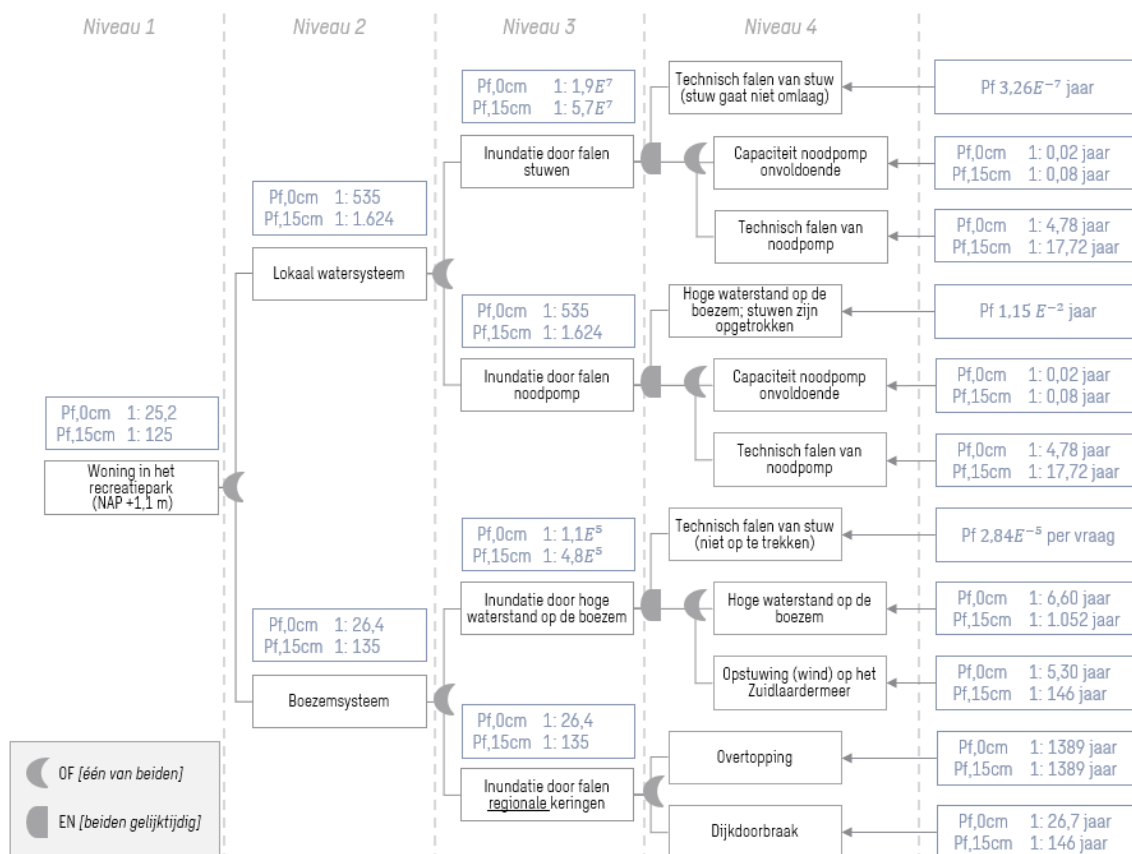 Niveau 1
Niveau 2
Niveau 3
Niveau 4
Pf,0cm 1: 1,9E⁷
Pf,15cm 1: 5,7E⁷
Inundatie door falen
stuwen
Technisch falen van stuw
(stuw gaat niet omlaag)
Pf 3,26E⁻⁷ jaar
Capaciteit noodpomp
onvoldoende
Pf,0cm 1: 0,02 jaar
Pf,15cm 1: 0,08 jaar
Technisch falen van
noodpomp
Pf,0cm 1: 4,78 jaar
Pf,15cm 1: 17,72 jaar
Pf,0cm 1: 535
Pf,15cm 1: 1.624
Lokaal watersysteem
Pf,0cm 1: 535
Pf,15cm 1: 1.624
Inundatie door falen
noodpomp
Hoge waterstand op de
boezem; stuwen zijn
opgetrokken
Pf 1,15 E⁻² jaar
Capaciteit noodpomp
onvoldoende
Pf,0cm 1: 0,02 jaar
Pf,15cm 1: 0,08 jaar
Technisch falen van
noodpomp
Pf,0cm 1: 4,78 jaar
Pf,15cm 1: 17,72 jaar
Pf,0cm 1: 25,2
Pf,15cm 1: 125
Woning in het
recreatiepark
(NAP +1,1 m)
Pf,0cm 1: 1,1E⁵
Pf,15cm 1: 4,8E⁵
Inundatie door hoge
waterstand op de boezem
Technisch falen van stuw
(niet op te trekken)
Pf 2,84E⁻⁵ per vraag
Hoge waterstand op de
boezem
Pf,0cm 1: 6,60 jaar
Pf,15cm 1: 1.052 jaar
Opstuwing (wind) op het
Zuidlaardermeer
Pf,0cm 1: 5,30 jaar
Pf,15cm 1: 146 jaar
Pf,0cm 1: 26,4
Pf,15cm 1: 135
Boezemsysteem
Pf,0cm 1: 26,4
Pf,15cm 1: 135
Inundatie door falen
regionale keringen
Overtopping
Pf,0cm 1: 1389 jaar
Pf,15cm 1: 1389 jaar
Dijkdoorbraak
Pf,0cm 1: 26,7 jaar
Pf,15cm 1: 146 jaar
OF [één van beiden]
EN [beiden gelijktijdig]